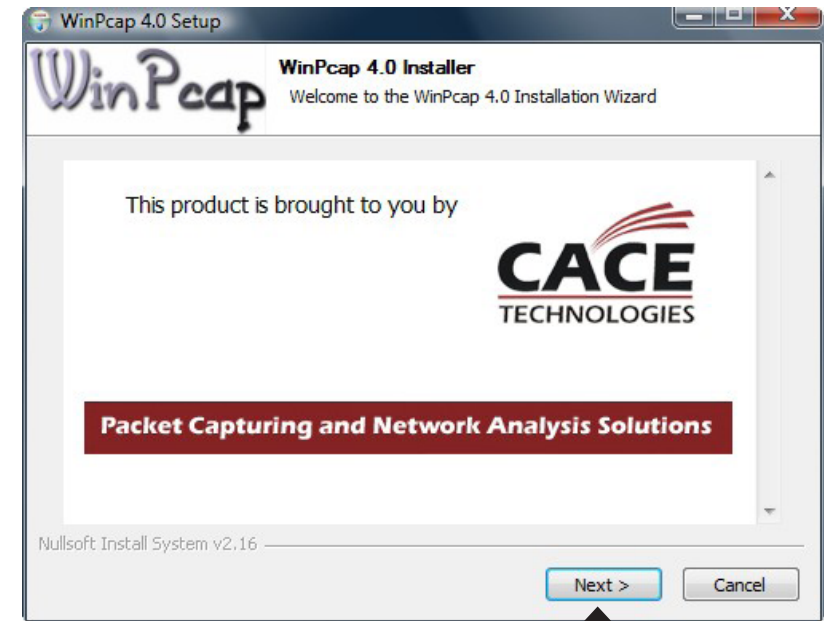 WinPcap 4.0 Setup
WinPcap
WinPcap 4.0 Installer
Welcome to the WinPcap 4.0 Installation Wizard
This product is brought to you by
CACE
TECHNOLOGIES
Packet Capturing and Network Analysis Solutions
Nullsoft Install System v2.16
Next >
Cancel